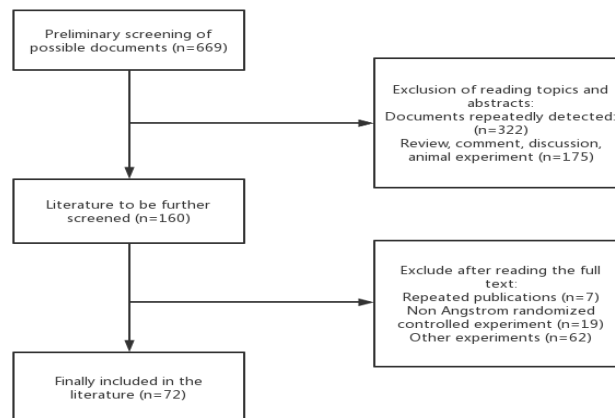 Preliminary screening of
possible documents (n=669)
Exclusion of reading topics and
abstracts:
Documents repeatedly detected:
(n=322)
Review, comment, discussion,
animal experiment (n=175)
Literature to be further
screened (n=160)
Exclude after reading the full
text:
Repeated publications (n=7)
Non Angstrom randomized
controlled experiment (n=19)
Other experiments (n=62)
Finally included in the
literature (n=72)